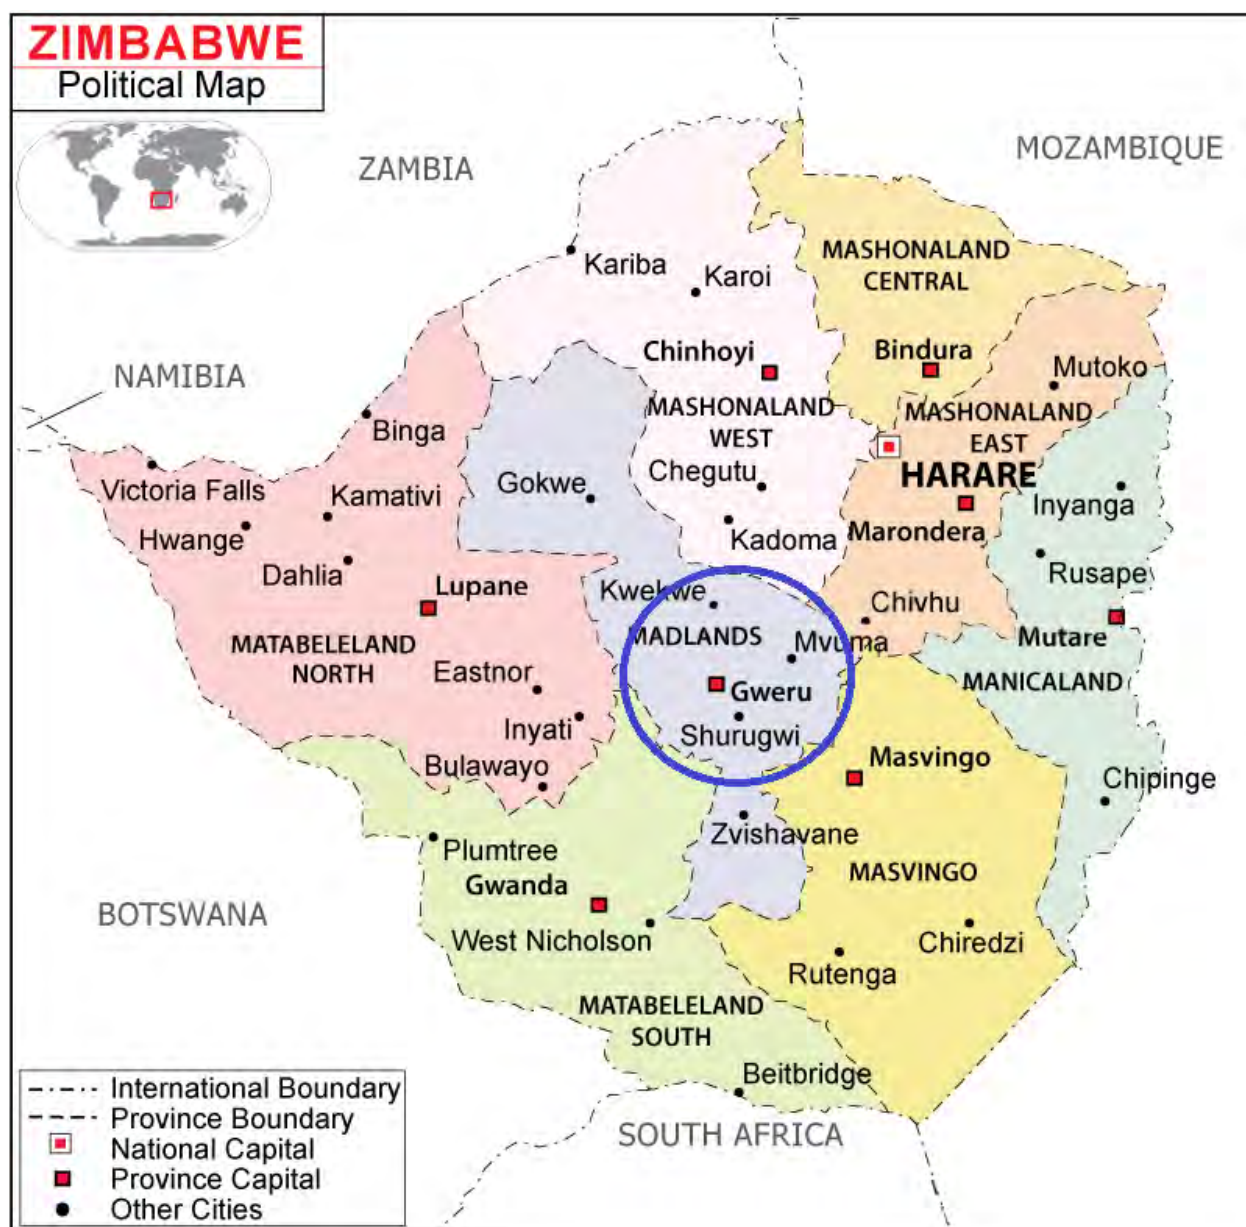 ZIMBABWE
Political Map
ZAMBIA
MOZAMBIQUE
NAMIBIA
BOTSWANA
SOUTH AFRICA
Kariba
Karoi
MASHONALAND
CENTRAL
Chinhoyi
Bindura
Mutoko
MASHONALAND
WEST
MASHONALAND
EAST
HARARE
Binga
Victoria Falls
Kamativi
Gokwe
Chegutu
Inyanga
Hwange
Kadoma
Marondera
Dahlia
Rusape
Lupane
Kwekwe
Chivhu
MATABELELAND
NORTH
MADLANDS
Mvuma
Mutare
Eastnor
Gweru
MANICALAND
Inyati
Shurugwi
Bulawayo
Masvingo
Chipinge
Plumtree
Zvishavane
Gwanda
MASVINGO
West Nicholson
Chiredzi
Rutenga
MATABELELAND
SOUTH
Beitbridge
International Boundary
Province Boundary
National Capital
Province Capital
Other Cities